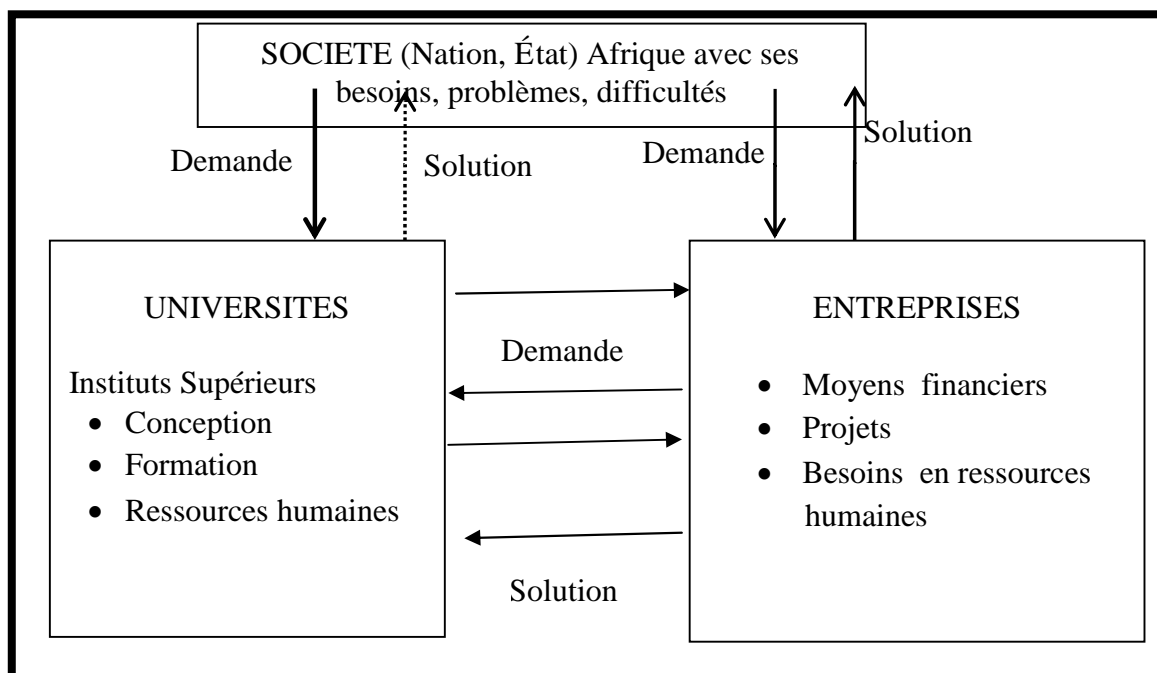 SOCIETE (Nation, État) Afrique avec ses
besoins, problèmes, difficultés
Demande
Solution
Demande
Solution
UNIVERSITES
Instituts Supérieurs
• Conception
• Formation
• Ressources humaines
Demande
Solution
ENTREPRISES
• Moyens financiers
• Projets
• Besoins en ressources
humaines